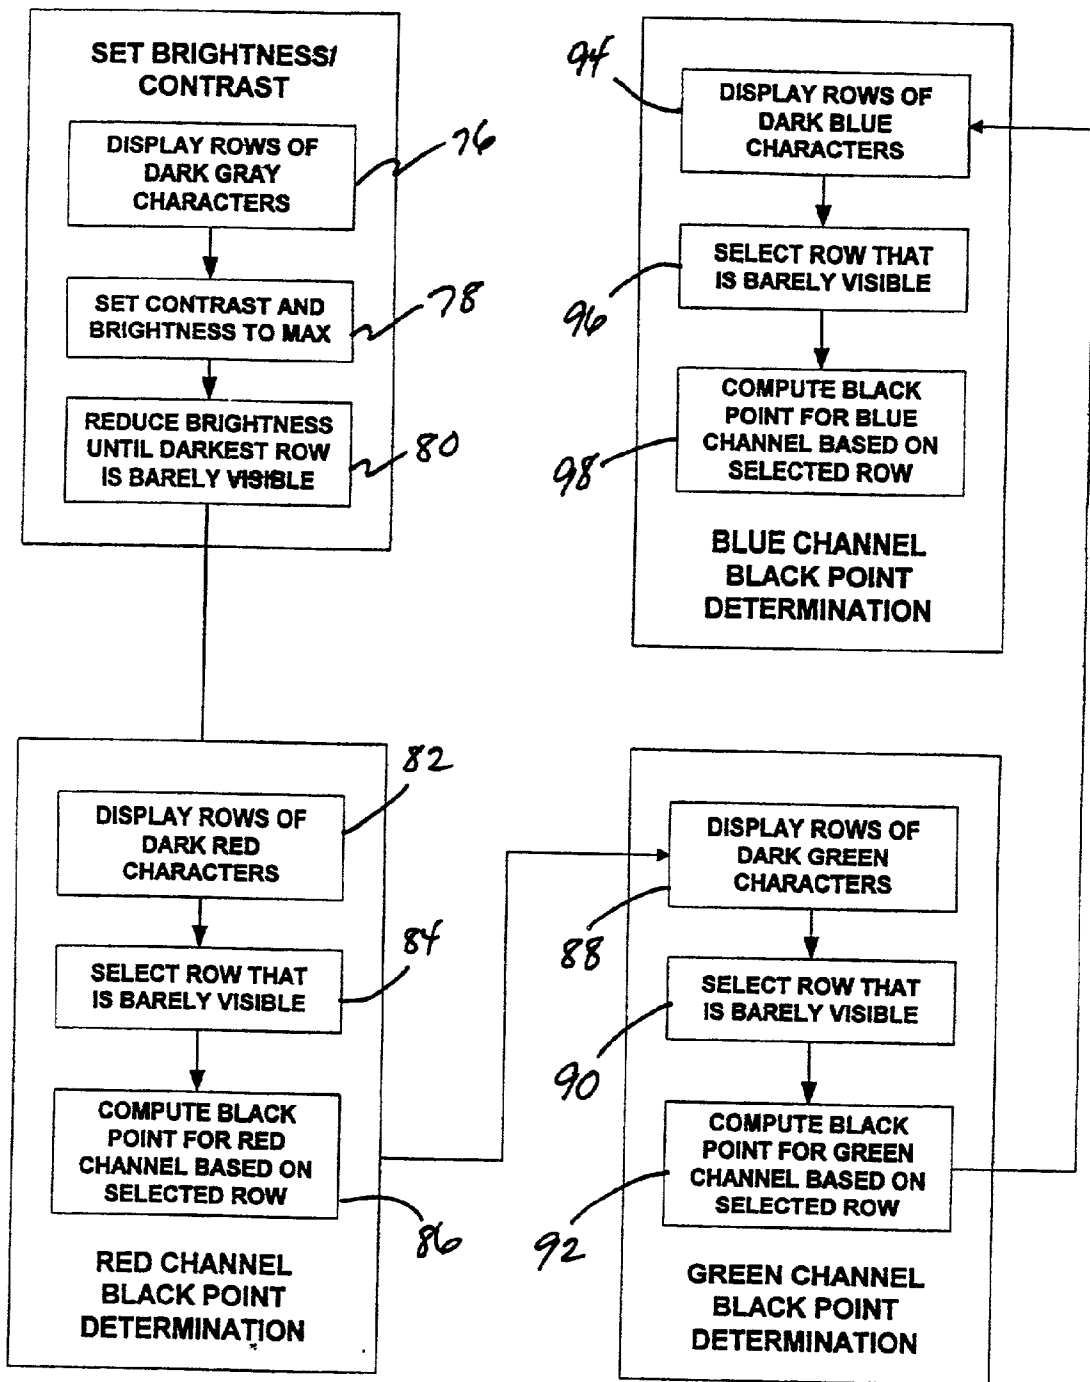 SET BRIGHTNESS/
CONTRAST
DISPLAY ROWS OF
DARK GRAY
CHARACTERS
76
SET CONTRAST AND
BRIGHTNESS TO MAX
78
REDUCE BRIGHTNESS
UNTIL DARKEST ROW
IS BARELY VISIBLE
80
DISPLAY ROWS OF
DARK RED
CHARACTERS
82
SELECT ROW THAT
IS BARELY VISIBLE
84
COMPUTE BLACK
POINT FOR RED
CHANNEL BASED ON
SELECTED ROW
86
RED CHANNEL
BLACK POINT
DETERMINATION
DISPLAY ROWS OF
DARK GREEN
CHARACTERS
88
SELECT ROW THAT
IS BARELY VISIBLE
90
COMPUTE BLACK
POINT FOR GREEN
CHANNEL BASED ON
SELECTED ROW
92
GREEN CHANNEL
BLACK POINT
DETERMINATION
94
DISPLAY ROWS OF
DARK BLUE
CHARACTERS
SELECT ROW THAT
IS BARELY VISIBLE
96
COMPUTE BLACK
POINT FOR BLUE
CHANNEL BASED ON
SELECTED ROW
98
BLUE CHANNEL
BLACK POINT
DETERMINATION